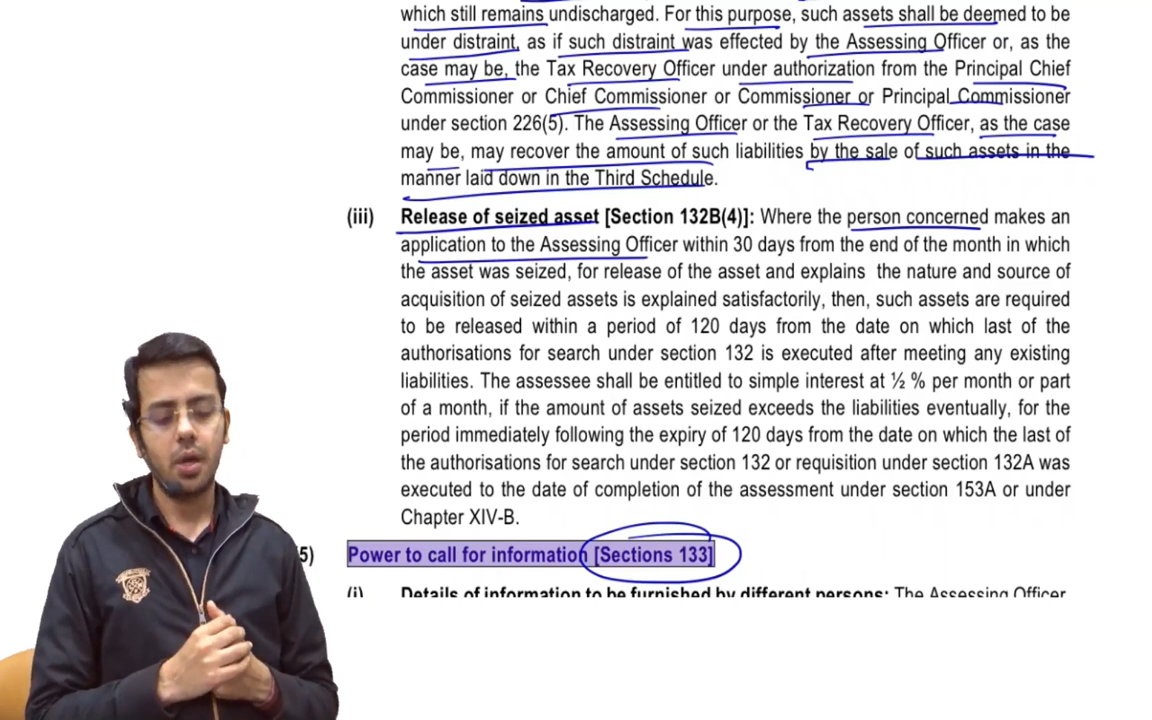 which still remains undischarged. For this purpose, such assets shall be deemed to be
under distraint, as if such distraint was effected by the Assessing Officer or, as the
case may be, the Tax Recovery Officer under authorization from the Principal Chief
Commissioner or Chief Commissioner or Commissioner or Principal Commissioner
under section 226(5). The Assessing Officer or the Tax Recovery Officer, as the case
may be, may recover the amount of such liabilities by the sale of such assets in the
manner laid down in the Third Schedule.
(iii) Release of seized asset [Section 132B(4)]: Where the person concerned makes an
application to the Assessing Officer within 30 days from the end of the month in which
the asset was seized, for release of the asset and explains the nature and source of
acquisition of seized assets is explained satisfactorily, then, such assets are required
to be released within a period of 120 days from the date on which last of the
authorisations for search under section 132 is executed after meeting any existing
liabilities. The assessee shall be entitled to simple interest at ½ % per month or part
of a month, if the amount of assets seized exceeds the liabilities eventually, for the
period immediately following the expiry of 120 days from the date on which the last of
the authorisations for search under section 132 or requisition under section 132A was
executed to the date of completion of the assessment under section 153A or under
Chapter XIV-B.
5) Power to call for information [Sections 133]
(i) Details of information to be furnished by different persons: The Assessing Officer,